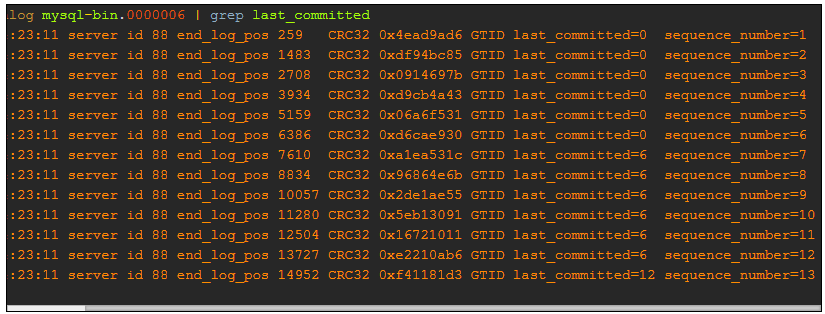 .log mysql-bin.0000006 | grep last_committed
:23:11 server id 88 end_log_pos 259 CRC32 0x4ead9ad6 GTID last_committed=0 sequence_number=1
:23:11 server id 88 end_log_pos 1483 CRC32 0xdf94bc85 GTID last_committed=0 sequence_number=2
:23:11 server id 88 end_log_pos 2708 CRC32 0x0914697b GTID last_committed=0 sequence_number=3
:23:11 server id 88 end_log_pos 3934 CRC32 0xd9cb4a43 GTID last_committed=0 sequence_number=4
:23:11 server id 88 end_log_pos 5159 CRC32 0x06a6f531 GTID last_committed=0 sequence_number=5
:23:11 server id 88 end_log_pos 6386 CRC32 0xd6cae930 GTID last_committed=0 sequence_number=6
:23:11 server id 88 end_log_pos 7610 CRC32 0xa1ea531c GTID last_committed=6 sequence_number=7
:23:11 server id 88 end_log_pos 8834 CRC32 0x96864e6b GTID last_committed=6 sequence_number=8
:23:11 server id 88 end_log_pos 10057 CRC32 0x2de1ae55 GTID last_committed=6 sequence_number=9
:23:11 server id 88 end_log_pos 11280 CRC32 0x5eb13091 GTID last_committed=6 sequence_number=10
:23:11 server id 88 end_log_pos 12504 CRC32 0x16721011 GTID last_committed=6 sequence_number=11
:23:11 server id 88 end_log_pos 13727 CRC32 0xe2210ab6 GTID last_committed=6 sequence_number=12
:23:11 server id 88 end_log_pos 14952 CRC32 0xf41181d3 GTID last_committed=12 sequence_number=13